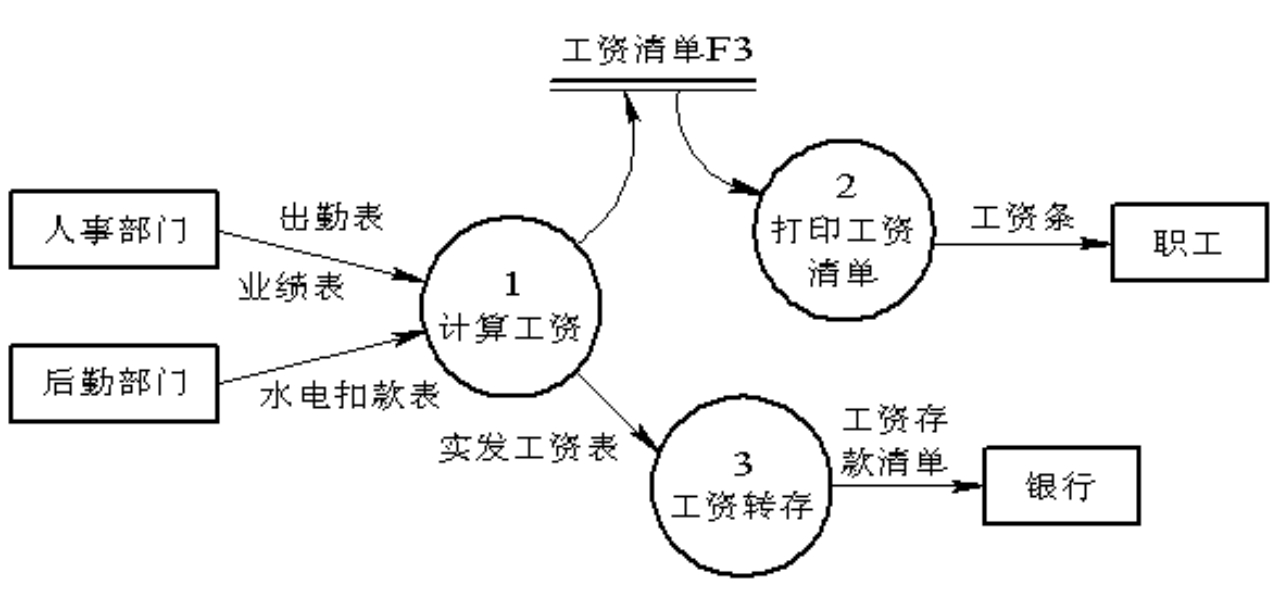 工资清单F3
人事部门
出勤表
业绩表
后勤部门
水电扣款表
1
计算工资
2
打印工资
清单
工资条
职工
实发工资表
3
工资转存
工资存
款清单
银行